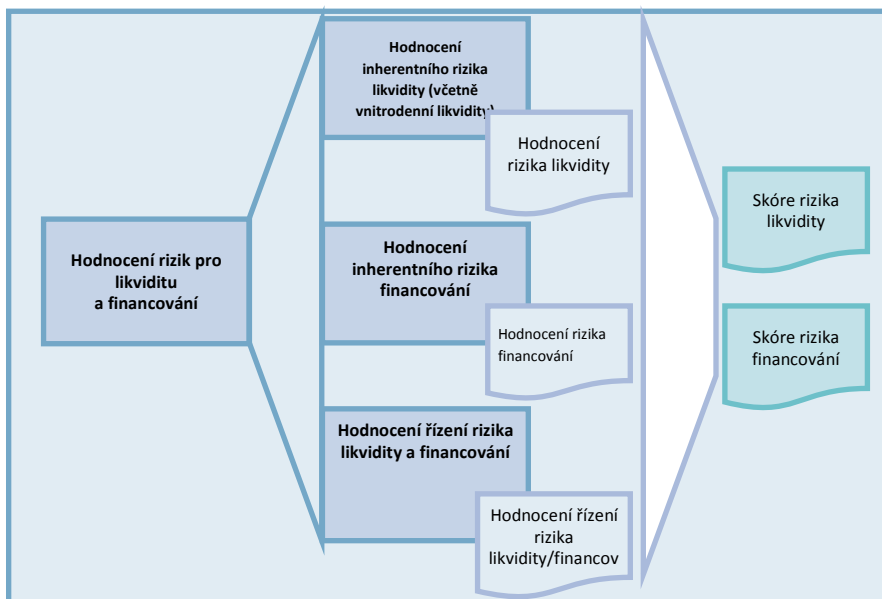 Hodnocení rizik pro
likviditu
a financování
Hodnocení
inherentního rizika
likvidity (včetně
vnitrodenní likvidity)
Hodnocení
rizika likvidity
Hodnocení
inherentního rizika
financování
Hodnocení rizika
financování
Hodnocení řízení rizika
likvidity a financování
Hodnocení řízení
rizika
likvidity/financov
Skóre rizika
likvidity
Skóre rizika
financování